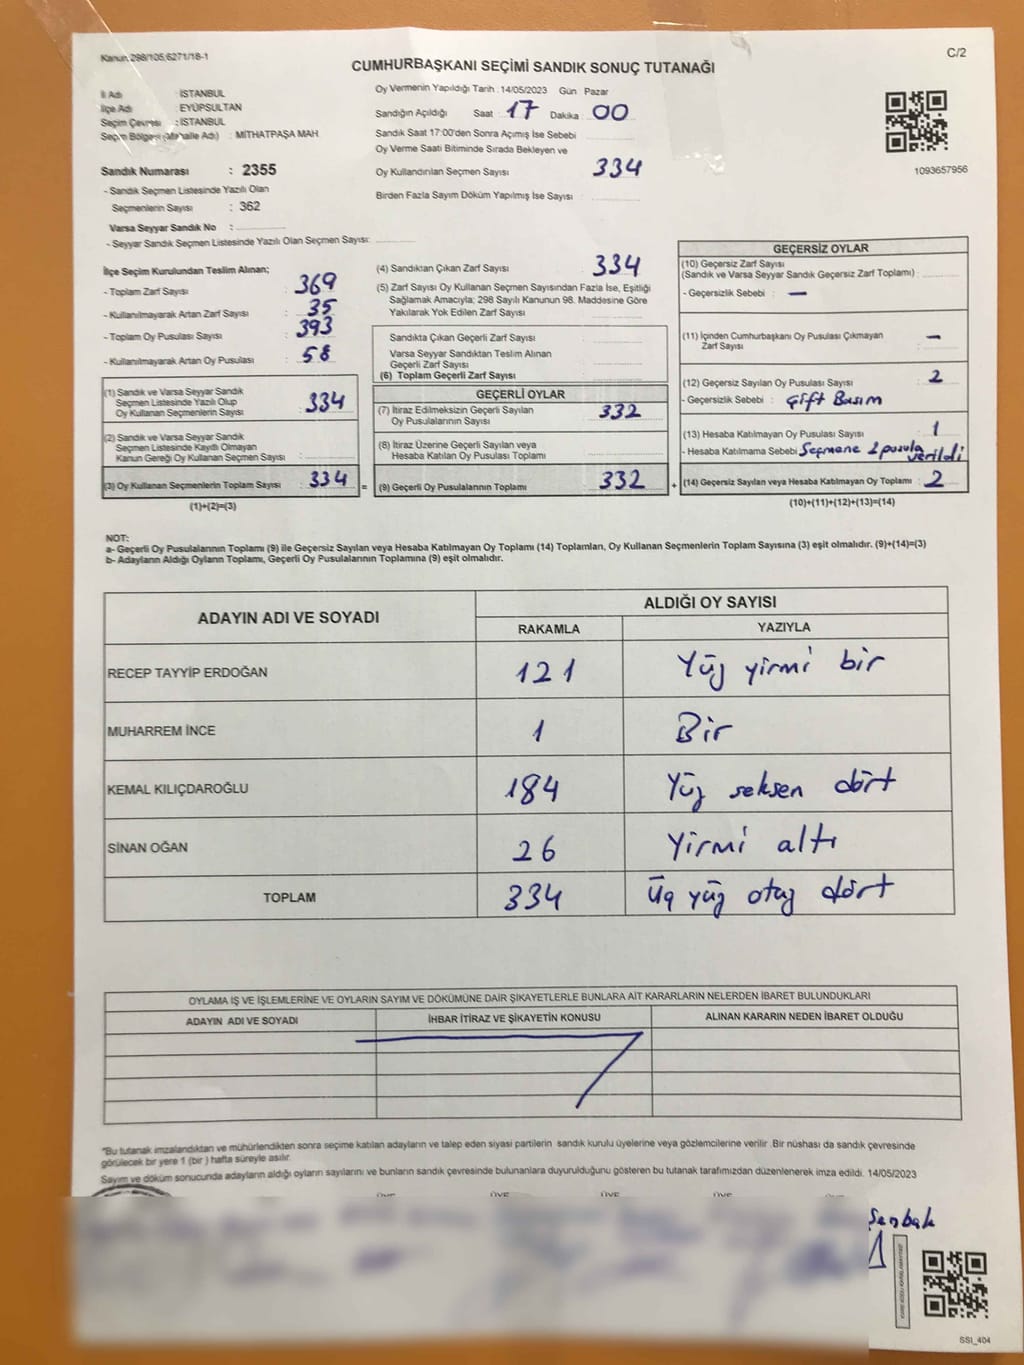 Kanun:298/105;6271/18-1
C/2
CUMHURBAŞKANI SEÇİMİ SANDIK SONUÇ TUTANAĞI
İl Adı : İSTANBUL
İlçe Adı : EYÜPSULTAN
Seçim Çevresi : İSTANBUL
Seçim Bölgesi (Mahalle Adı) : MİTHATPAŞA MAH
Sandık Numarası : 2355
- Sandık Seçmen Listesinde Yazılı Olan
Seçmenlerin Sayısı : 362
Varsa Seyyar Sandık No :
- Seyyar Sandık Seçmen Listesinde Yazılı Olan Seçmen Sayısı:
Oy Vermenin Yapıldığı Tarih : 14/05/2023 Gün Pazar
Sandığın Açıldığı Saat 17 Dakika 00
Sandık Saat 17:00'den Sonra Açımış İse Sebebi
Oy Verme Saati Bitiminde Sırada Bekleyen ve
Oy Kullandırılan Seçmen Sayısı 334
Birden Fazla Sayım Döküm Yapılmış İse Sayısı
1093657956
İlçe Seçim Kurulundan Teslim Alınan;
- Toplam Zarf Sayısı : 369
- Kullanılmayarak Artan Zarf Sayısı : 35
- Toplam Oy Pusulası Sayısı : 393
- Kullanılmayarak Artan Oy Pusulası : 58
(1) Sandık ve Varsa Seyyar Sandık
Seçmen Listesinde Yazılı Olup
Oy Kullanan Seçmenlerin Sayısı : 334
(2) Sandık ve Varsa Seyyar Sandık
Seçmen Listesinde Kayıtlı Olmayan
Kanun Gereği Oy Kullanan Seçmen Sayısı :
(3) Oy Kullanan Seçmenlerin Toplam Sayısı : 334 =
(1)+(2)=(3)
(4) Sandıktan Çıkan Zarf Sayısı : 334
(5) Zarf Sayısı Oy Kullanan Seçmen Sayısından Fazla İse, Eşitliği
Sağlamak Amacıyla; 298 Sayılı Kanunun 98. Maddesine Göre
Yakılarak Yok Edilen Zarf Sayısı
Sandıkta Çıkan Geçerli Zarf Sayısı
Varsa Seyyar Sandıktan Teslim Alınan
Geçerli Zarf Sayısı
(6) Toplam Geçerli Zarf Sayısı
GEÇERLİ OYLAR
(7) İtiraz Edilmeksizin Geçerli Sayılan
Oy Pusulalarının Sayısı : 332
(8) İtiraz Üzerine Geçerli Sayılan veya
Hesaba Katılan Oy Pusulası Toplamı
(9) Geçerli Oy Pusulalarının Toplamı : 332 +
GEÇERSİZ OYLAR
(10) Geçersiz Zarf Sayısı
(Sandık ve Varsa Seyyar Sandık Geçersiz Zarf Toplamı) :
- Geçersizlik Sebebi : —
(11) İçinden Cumhurbaşkanı Oy Pusulası Çıkmayan
Zarf Sayısı : —
(12) Geçersiz Sayılan Oy Pusulası Sayısı : 2
- Geçersizlik Sebebi : Çift Basım
(13) Hesaba Katılmayan Oy Pusulası Sayısı : 1
- Hesaba Katılmama Sebebi : Seçmene 2 pusula
verildi
(14) Geçersiz Sayılan veya Hesaba Katılmayan Oy Toplamı : 2
(10)+(11)+(12)+(13)=(14)
NOT:
a- Geçerli Oy Pusulalarının Toplamı (9) ile Geçersiz Sayılan veya Hesaba Katılmayan Oy Toplamı (14) Toplamları, Oy Kullanan Seçmenlerin Toplam Sayısına (3) eşit olmalıdır. (9)+(14)=(3)
b- Adayların Aldığı Oyların Toplamı, Geçerli Oy Pusulalarının Toplamına (9) eşit olmalıdır.
ADAYIN ADI VE SOYADI
ALDIĞI OY SAYISI
RAKAMLA YAZIYLA
RECEP TAYYİP ERDOĞAN 121 Yüz yirmi bir
MUHARREM İNCE 1 Bir
KEMAL KILIÇDAROĞLU 184 Yüz seksen dört
SİNAN OĞAN 26 Yirmi altı
TOPLAM 334 Üç yüz otuz dört
OYLAMA İŞ VE İŞLEMLERİNE VE OYLARIN SAYIM VE DÖKÜMÜNE DAİR ŞİKAYETLERLE BUNLARA AİT KARARLARIN NELERDEN İBARET BULUNDUKLARI
ADAYIN ADI VE SOYADI İHBAR İTİRAZ VE ŞİKAYETİN KONUSU ALINAN KARARIN NEDEN İBARET OLDUĞU
*Bu tutanak imzalandıktan ve mühürlendikten sonra seçime katılan adayların ve talep eden siyasi partilerin sandık kurulu üyelerine veya gözlemcilerine verilir .Bir nüshası da sandık çevresinde
görülecek bir yere 1 (bir ) hafta süreyle asılır.
Sayım ve döküm sonucunda adayların aldığı oyların sayılarını ve bunların sandık çevresinde bulunanlara duyurulduğunu gösteren bu tutanak tarafımızdan düzenlenerek imza edildi. 14/05/2023
ÜYE ÜYE ÜYE ÜYE
Şenbak
SSI_404